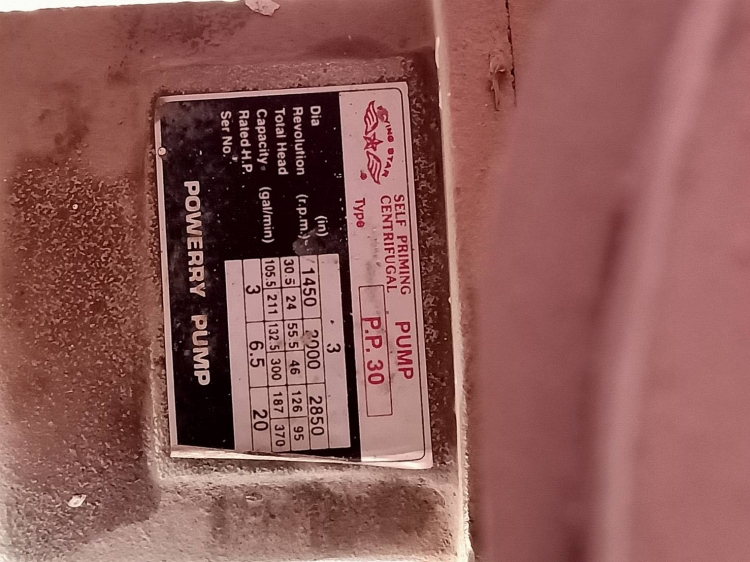 WING STAR
SELF PRIMING
CENTRIFUGAL PUMP
Type P.P. 30
Dia (in) 3
Revolution (r.p.m.) 1450 2000 2850
Total Head 30.5 24 55.5 46 126 95
Capacity (gal/min) 105.5 211 132.5 300 187 370
Rated H.P. 3 6.5 20
Ser No.
POWERRY PUMP